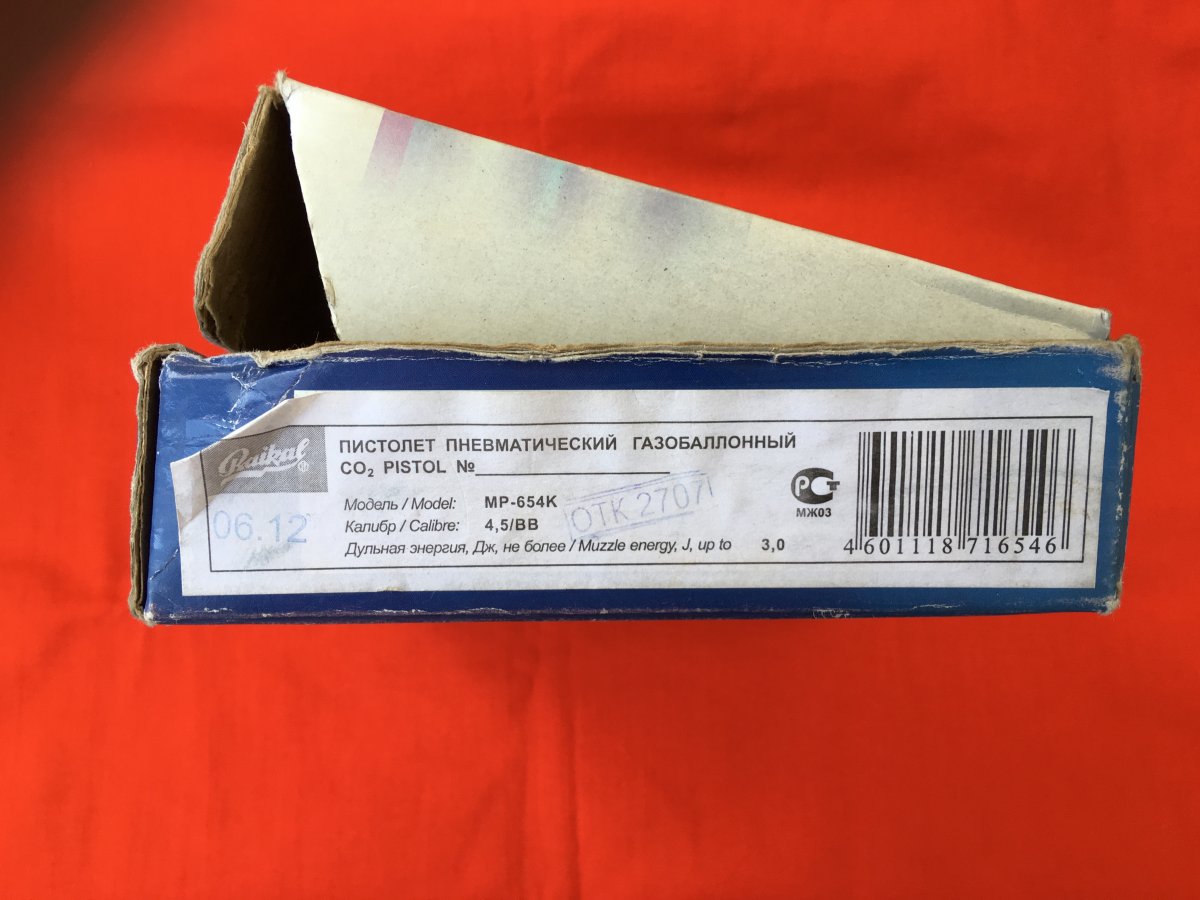 Baikal ®
ПИСТОЛЕТ ПНЕВМАТИЧЕСКИЙ ГАЗОБАЛЛОННЫЙ
CO₂ PISTOL №
Модель / Model: MP-654K
Калибр / Calibre: 4,5/BB
Дульная энергия, Дж, не более / Muzzle energy, J, up to 3,0
06.12
ОТК 2707
РСТ
МЖ03
4 601118 716546